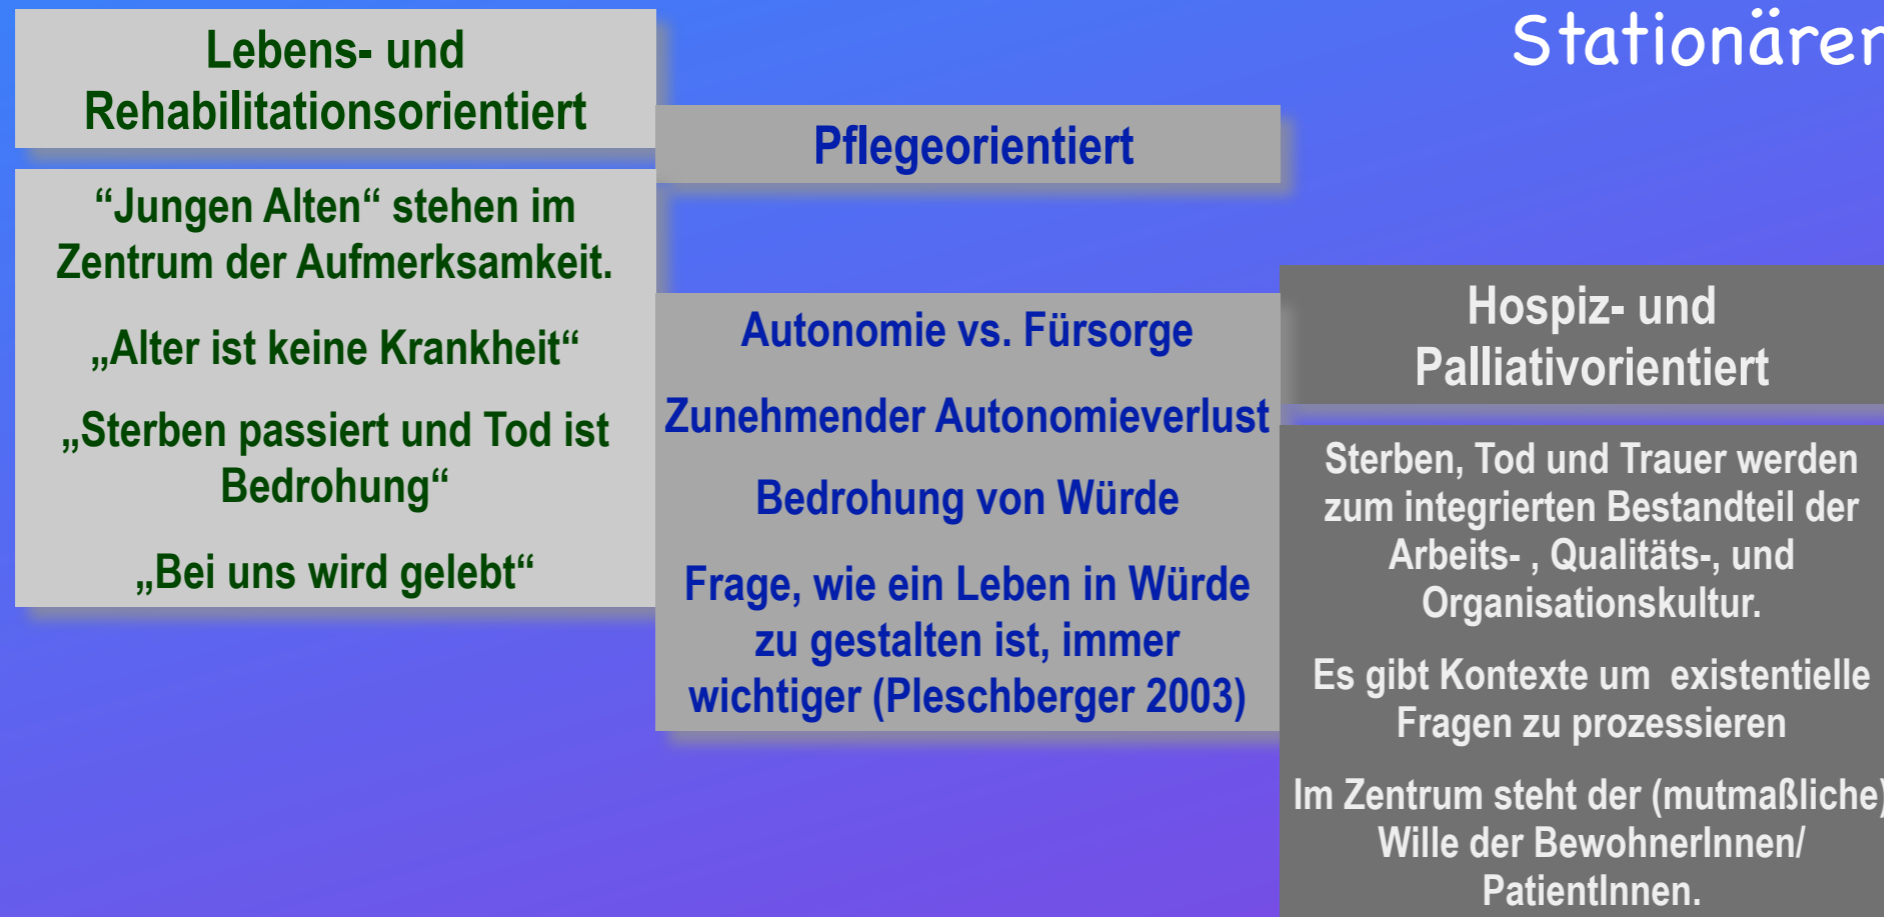 Stationären
Lebens- und
Rehabilitationsorientiert
“Jungen Alten“ stehen im
Zentrum der Aufmerksamkeit.
„Alter ist keine Krankheit“
„Sterben passiert und Tod ist
Bedrohung“
„Bei uns wird gelebt“
Pflegeorientiert
Autonomie vs. Fürsorge
Zunehmender Autonomieverlust
Bedrohung von Würde
Frage, wie ein Leben in Würde
zu gestalten ist, immer
wichtiger (Pleschberger 2003)
Hospiz- und
Palliativorientiert
Sterben, Tod und Trauer werden
zum integrierten Bestandteil der
Arbeits- , Qualitäts-, und
Organisationskultur.
Es gibt Kontexte um  existentielle
Fragen zu prozessieren
Im Zentrum steht der (mutmaßliche)
Wille der BewohnerInnen/
PatientInnen.